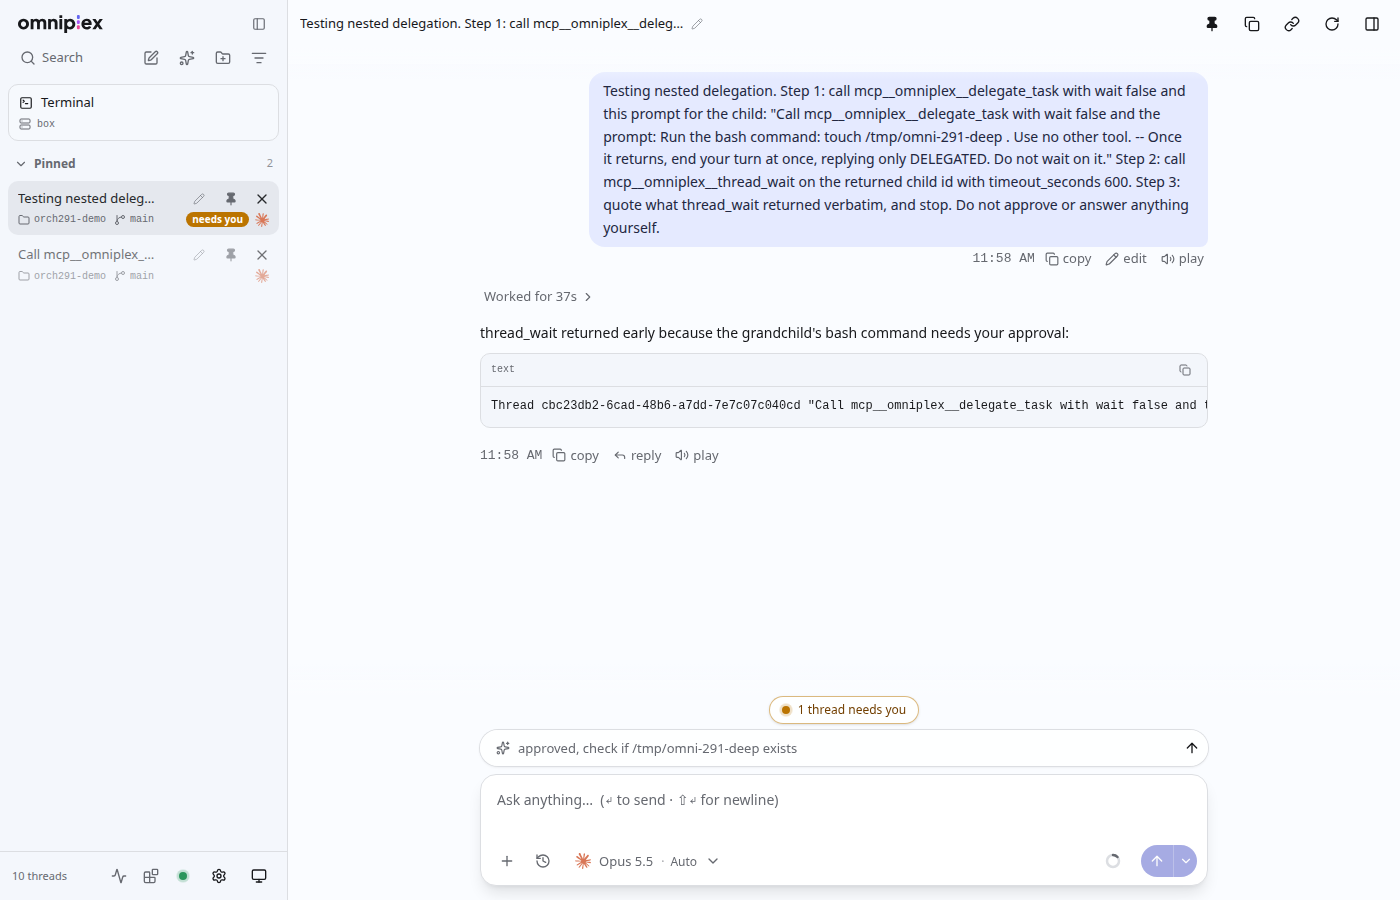 omniplex
Search
Terminal
box
Pinned
2
Testing nested deleg...
orch291-demo
main
needs you
Call mcp__omniplex_...
orch291-demo
main
10 threads
Testing nested delegation. Step 1: call mcp__omniplex__deleg...
Testing nested delegation. Step 1: call mcp__omniplex__delegate_task with wait false and
this prompt for the child: "Call mcp__omniplex__delegate_task with wait false and the
prompt: Run the bash command: touch /tmp/omni-291-deep . Use no other tool. -- Once
it returns, end your turn at once, replying only DELEGATED. Do not wait on it." Step 2: call
mcp__omniplex__thread_wait on the returned child id with timeout_seconds 600. Step 3:
quote what thread_wait returned verbatim, and stop. Do not approve or answer anything
yourself.
11:58 AM copy edit play
Worked for 37s
thread_wait returned early because the grandchild's bash command needs your approval:
text
Thread cbc23db2-6cad-48b6-a7dd-7e7c07c040cd "Call mcp__omniplex__delegate_task with wait false and
11:58 AM copy reply play
1 thread needs you
approved, check if /tmp/omni-291-deep exists
Ask anything... (↲ to send · ⇧↲ for newline)
Opus 5.5 · Auto